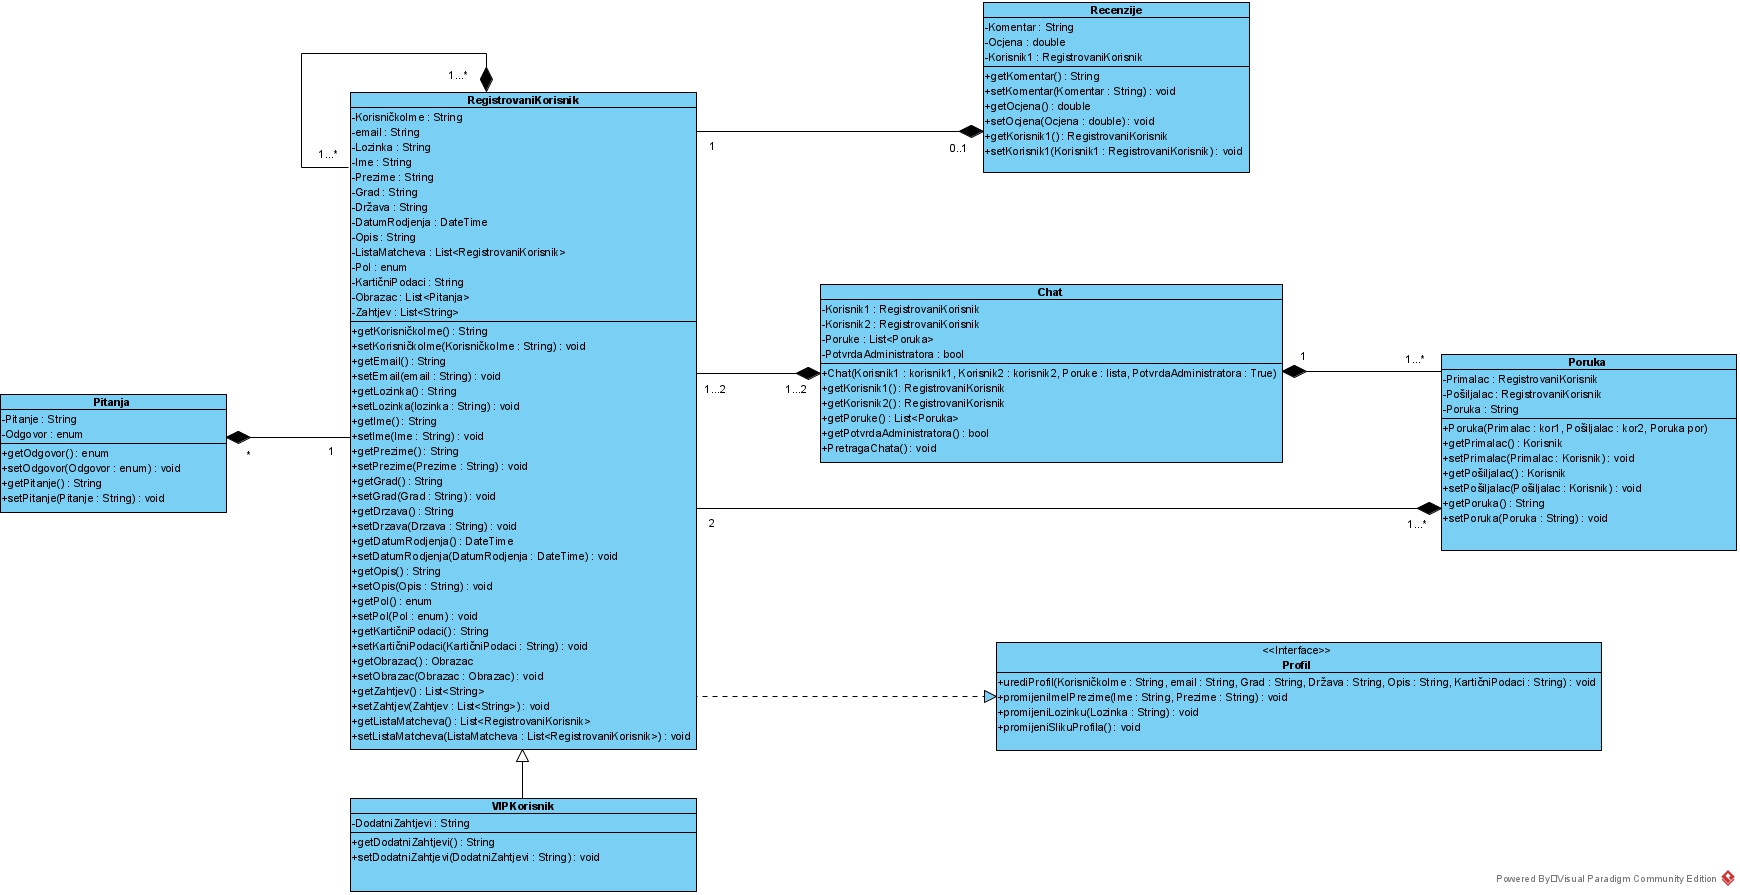 Recenzije
-Komentar : String
-Ocjena : double
-Korisnik1 : RegistrovaniKorisnik
+getKomentar() : String
+setKomentar(Komentar : String) : void
+getOcjena() : double
+setOcjena(Ocjena : double) : void
+getKorisnik1() : RegistrovaniKorisnik
+setKorisnik1(Korisnik1 : RegistrovaniKorisnik) : void
1...*
1...*
1
0..1
RegistrovaniKorisnik
-KorisničkoIme : String
-email : String
-Lozinka : String
-Ime : String
-Prezime : String
-Grad : String
-Država : String
-DatumRodjenja : DateTime
-Opis : String
-ListaMatcheva : List<RegistrovaniKorisnik>
-Pol : enum
-KartičniPodaci : String
-Obrazac : List<Pitanja>
-Zahtjev : List<String>
+getKorisničkoIme() : String
+setKorisničkoIme(KorisničkoIme : String) : void
+getEmail() : String
+setEmail(email : String) : void
+getLozinka() : String
+setLozinka(lozinka : String) : void
+getIme() : String
+setIme(Ime : String) : void
+getPrezime() : String
+setPrezime(Prezime : String) : void
+getGrad() : String
+setGrad(Grad : String) : void
+getDrzava() : String
+setDrzava(Drzava : String) : void
+getDatumRodjenja() : DateTime
+setDatumRodjenja(DatumRodjenja : DateTime) : void
+getOpis() : String
+setOpis(Opis : String) : void
+getPol() : enum
+setPol(Pol : enum) : void
+getKartičniPodaci() : String
+setKartičniPodaci(KartičniPodaci : String) : void
+getObrazac() : Obrazac
+setObrazac(Obrazac : Obrazac) : void
+getZahtjev() : List<String>
+setZahtjev(Zahtjev : List<String>) : void
+getListaMatcheva() : List<RegistrovaniKorisnik>
+setListaMatcheva(ListaMatcheva : List<RegistrovaniKorisnik>) : void
Chat
-Korisnik1 : RegistrovaniKorisnik
-Korisnik2 : RegistrovaniKorisnik
-Poruke : List<Poruka>
-PotvrdaAdministratora : bool
+Chat(Korisnik1 : korisnik1, Korisnik2 : korisnik2, Poruke : lista, PotvrdaAdministratora : True)
+getKorisnik1() : RegistrovaniKorisnik
+getKorisnik2() : RegistrovaniKorisnik
+getPoruke() : List<Poruka>
+getPotvrdaAdministratora() : bool
+PretragaChata() : void
1...2
1...2
1
1...*
Poruka
-Primalac : RegistrovaniKorisnik
-Pošiljalac : RegistrovaniKorisnik
-Poruka : String
+Poruka(Primalac : kor1, Pošiljalac : kor2, Poruka por)
+getPrimalac() : Korisnik
+setPrimalac(Primalac : Korisnik) : void
+getPošiljalac() : Korisnik
+setPošiljalac(Pošiljalac : Korisnik) : void
+getPoruka() : String
+setPoruka(Poruka : String) : void
2
1...*
Pitanja
-Pitanje : String
-Odgovor : enum
+getOdgovor() : enum
+setOdgovor(Odgovor : enum) : void
+getPitanje() : String
+setPitanje(Pitanje : String) : void
*
1
<<Interface>>
Profil
+urediProfil(KorisničkoIme : String, email : String, Grad : String, Država : String, Opis : String, KartičniPodaci : String) : void
+promijeniImeIPrezime(Ime : String, Prezime : String) : void
+promijeniLozinku(Lozinka : String) : void
+promijeniSlikuProfila() : void
VIPKorisnik
-DodatniZahtjevi : String
+getDodatniZahtjevi() : String
+setDodatniZahtjevi(DodatniZahtjevi : String) : void
Powered By Visual Paradigm Community Edition